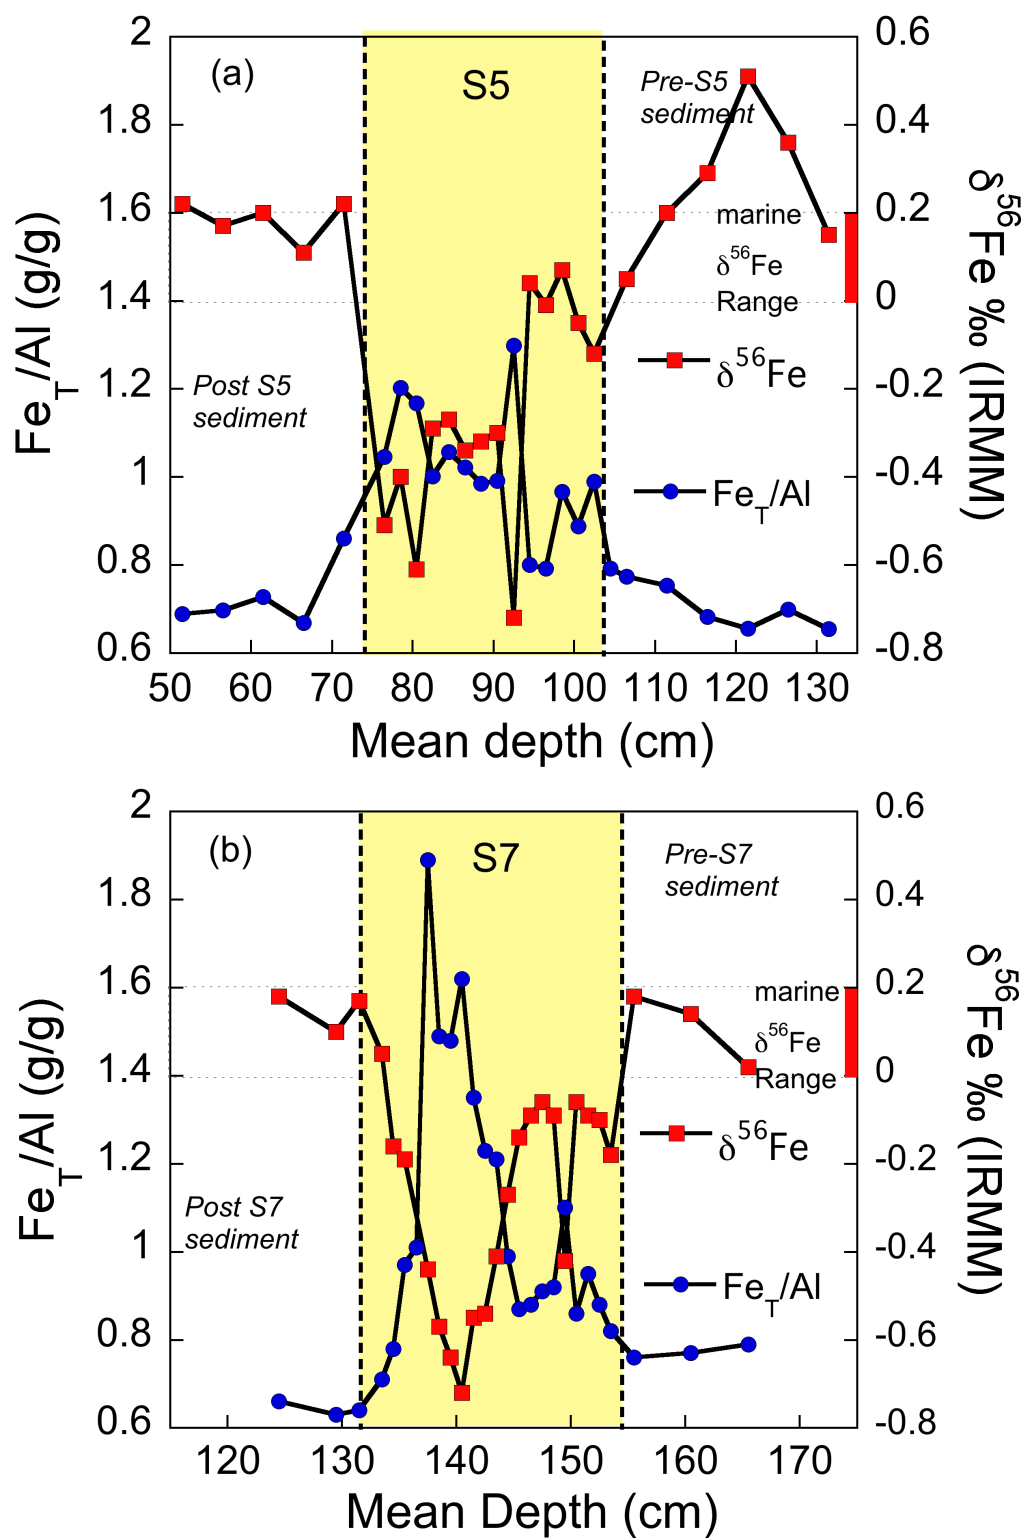 2
1.8
1.6
1.4
1.2
1
0.8
0.6
Fe_T/Al (g/g)
(a)
S5
Pre-S5
sediment
0.6
0.4
0.2
0
-0.2
-0.4
-0.6
-0.8
δ⁵⁶Fe ‰ (IRMM)
marine
δ⁵⁶Fe
Range
δ⁵⁶Fe
Post S5
sediment
Fe_T/Al
50 60 70 80 90 100 110 120 130
Mean depth (cm)
2
1.8
1.6
1.4
1.2
1
0.8
0.6
Fe_T/Al (g/g)
(b)
S7
Pre-S7
sediment
0.6
0.4
0.2
0
-0.2
-0.4
-0.6
-0.8
δ⁵⁶Fe ‰ (IRMM)
marine
δ⁵⁶Fe
Range
δ⁵⁶Fe
Post S7
sediment
Fe_T/Al
120 130 140 150 160 170
Mean Depth (cm)